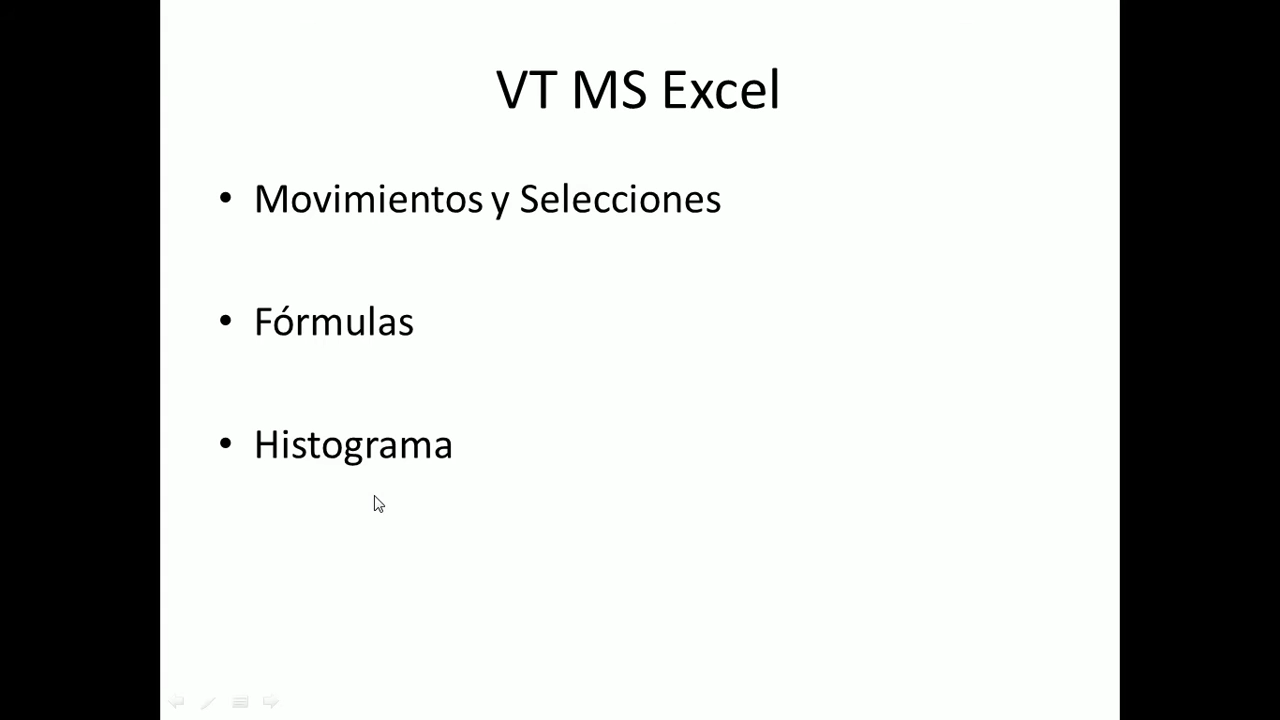 VT MS Excel
• Movimientos y Selecciones
• Fórmulas
• Histograma